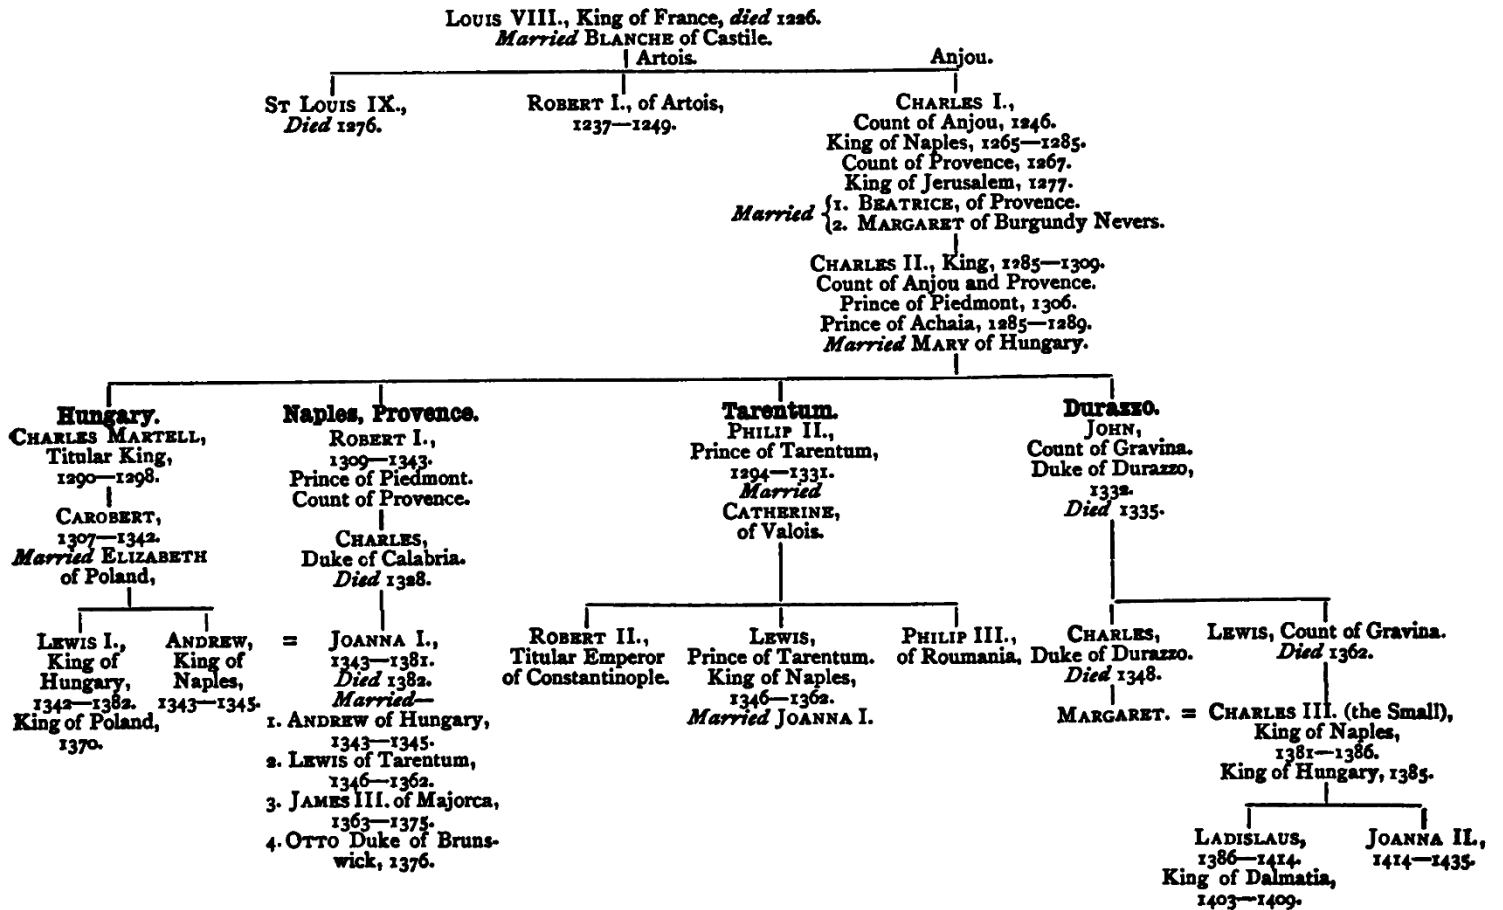 LOUIS VIII., King of France, died 1226.
Married BLANCHE of Castile.
Artois.
Anjou.
ST LOUIS IX.,
Died 1276.
ROBERT I., of Artois,
1237—1249.
CHARLES I.,
Count of Anjou, 1246.
King of Naples, 1265—1285.
Count of Provence, 1267.
King of Jerusalem, 1277.
Married
1. BEATRICE, of Provence.
2. MARGARET of Burgundy Nevers.
CHARLES II., King, 1285—1309.
Count of Anjou and Provence.
Prince of Piedmont, 1306.
Prince of Achaia, 1285—1289.
Married MARY of Hungary.
Hungary.
CHARLES MARTELL,
Titular King,
1290—1298.
CAROBERT,
1307—1342.
Married ELIZABETH
of Poland,
Naples, Provence.
ROBERT I.,
1309—1343.
Prince of Piedmont.
Count of Provence.
CHARLES,
Duke of Calabria.
Died 1328.
Tarentum.
PHILIP II.,
Prince of Tarentum,
1294—1331.
Married
CATHERINE,
of Valois.
Durazzo.
JOHN,
Count of Gravina.
Duke of Durazzo,
1332.
Died 1335.
LEWIS I.,
King of
Hungary,
1342—1382.
King of Poland,
1370.
ANDREW,
King of
Naples,
1343—1345.
=
JOANNA I.,
1343—1381.
Died 1382.
Married—
1. ANDREW of Hungary,
1343—1345.
2. LEWIS of Tarentum,
1346—1362.
3. JAMES III. of Majorca,
1363—1375.
4. OTTO Duke of Bruns-
wick, 1376.
ROBERT II.,
Titular Emperor
of Constantinople.
LEWIS,
Prince of Tarentum.
King of Naples,
1346—1362.
Married JOANNA I.
PHILIP III.,
of Roumania,
CHARLES,
Duke of Durazzo.
Died 1348.
LEWIS, Count of Gravina.
Died 1362.
MARGARET. = CHARLES III. (the Small),
King of Naples,
1381—1386.
King of Hungary, 1385.
LADISLAUS,
1386—1414.
King of Dalmatia,
1403—1409.
JOANNA II.,
1414—1435.